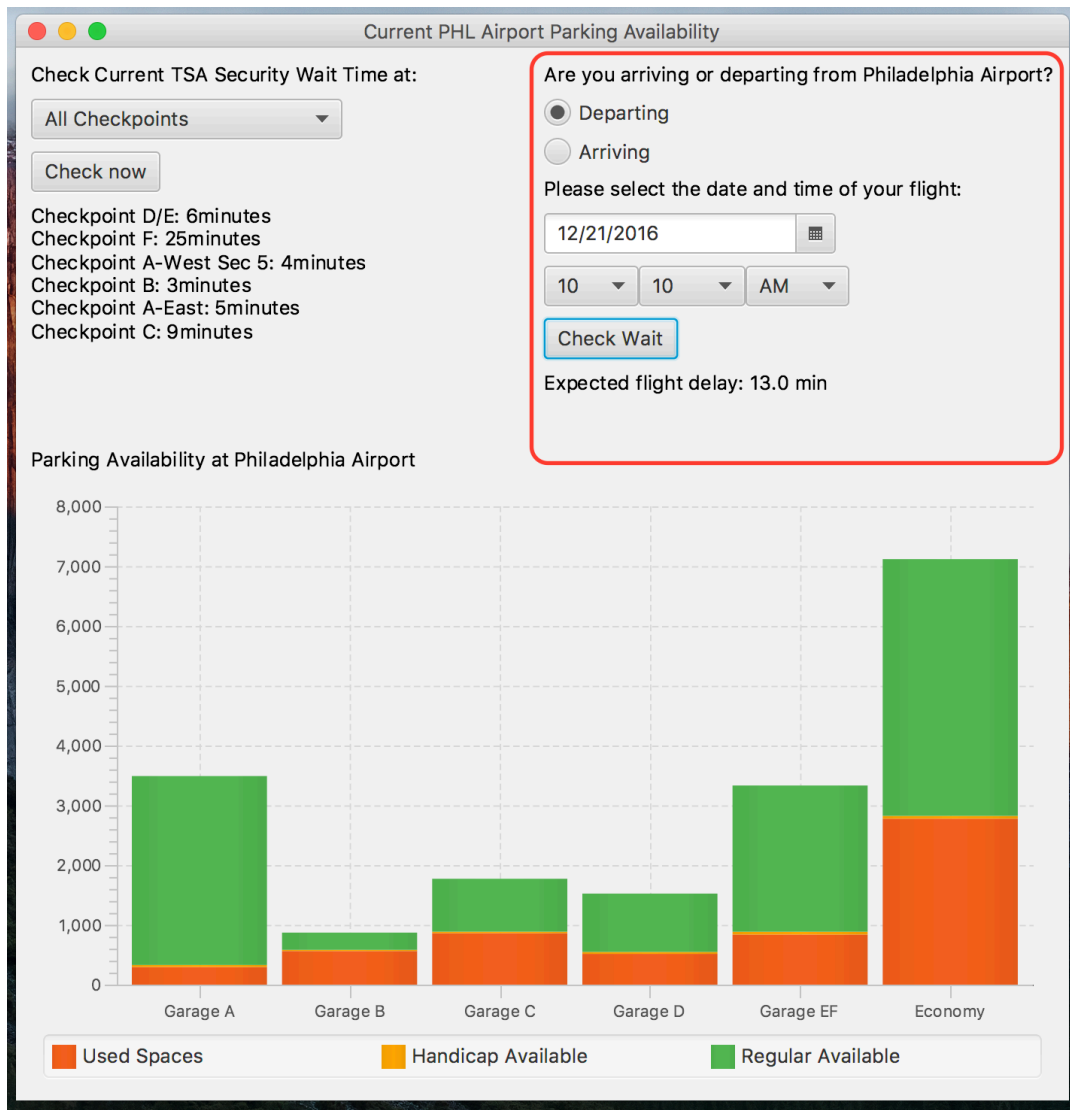 Current PHL Airport Parking Availability
Check Current TSA Security Wait Time at:
All Checkpoints
Check now
Checkpoint D/E: 6minutes
Checkpoint F: 25minutes
Checkpoint A-West Sec 5: 4minutes
Checkpoint B: 3minutes
Checkpoint A-East: 5minutes
Checkpoint C: 9minutes
Are you arriving or departing from Philadelphia Airport?
Departing
Arriving
Please select the date and time of your flight:
12/21/2016
10 10 AM
Check Wait
Expected flight delay: 13.0 min
Parking Availability at Philadelphia Airport
8,000
7,000
6,000
5,000
4,000
3,000
2,000
1,000
0
Garage A Garage B Garage C Garage D Garage EF Economy
Used Spaces Handicap Available Regular Available